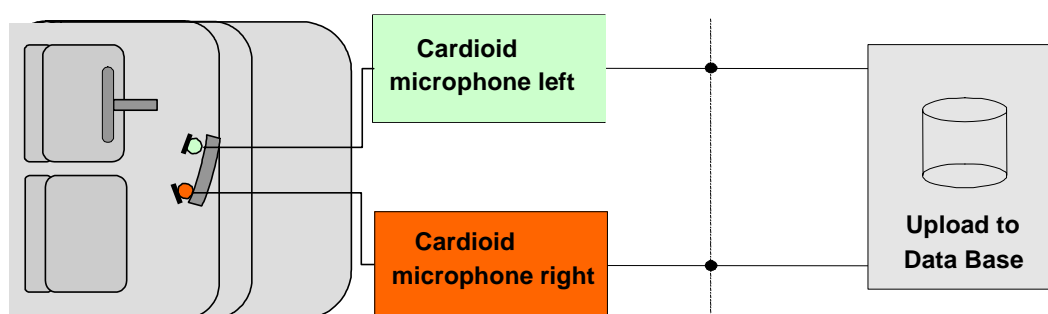 Cardioid
microphone left
Cardioid
microphone right
Upload to
Data Base